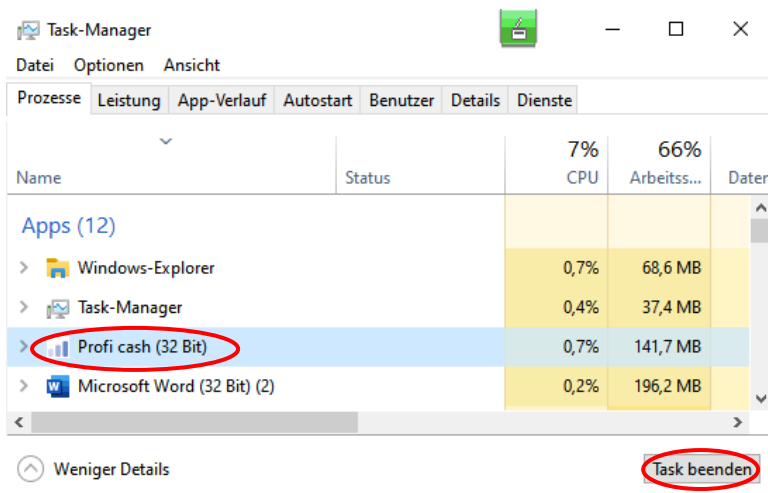 Task-Manager
Datei Optionen Ansicht
Prozesse Leistung App-Verlauf Autostart Benutzer Details Dienste
7% 66%
Name Status CPU Arbeitss... Daten
Apps (12)
Windows-Explorer 0,7% 68,6 MB
Task-Manager 0,4% 37,4 MB
Profi cash (32 Bit) 0,7% 141,7 MB
W Microsoft Word (32 Bit) (2) 0,2% 196,2 MB
Weniger Details Task beenden